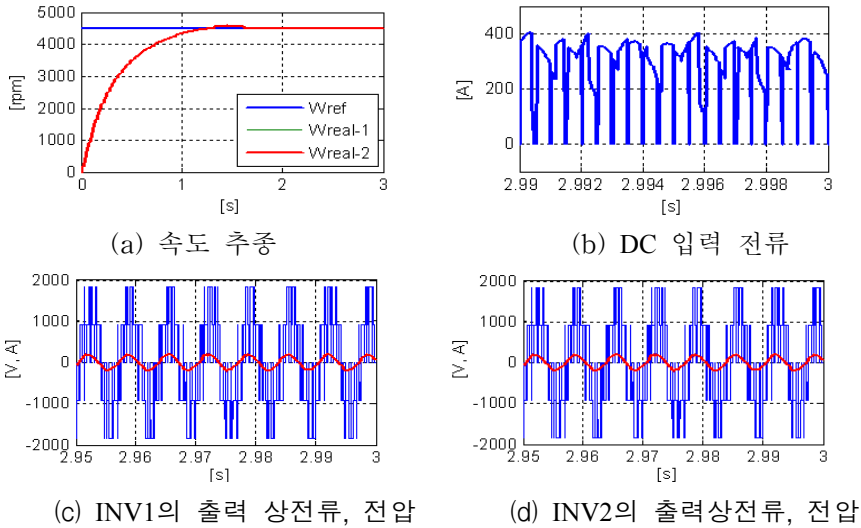 5000
4000
3000
2000
1000
0
[rpm]
Wref
Wreal-1
Wreal-2
0 1 2 3
[s]
(a) 속도 추종
400
200
0
[A]
2.99 2.992 2.994 2.996 2.998 3
[s]
(b) DC 입력 전류
2000
1000
0
-1000
-2000
[V, A]
2.95 2.96 2.97 2.98 2.99 3
[s]
(c) INV1의 출력 상전류, 전압
2000
1000
0
-1000
-2000
[V, A]
2.95 2.96 2.97 2.98 2.99 3
[s]
(d) INV2의 출력상전류, 전압